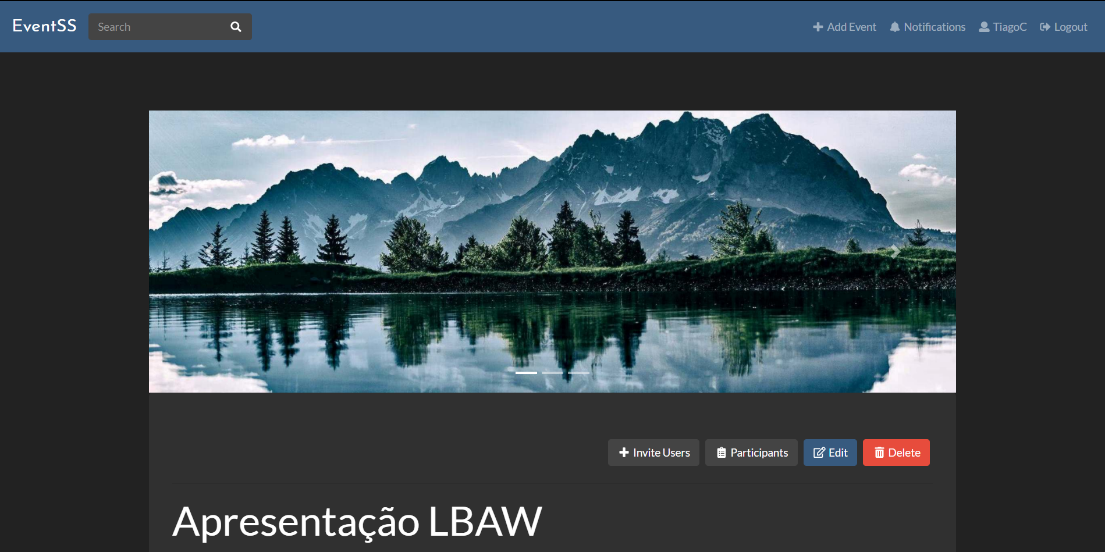 EventSS Search Add Event Notifications TiagoC Logout
Invite Users Participants Edit Delete
Apresentação LBAW